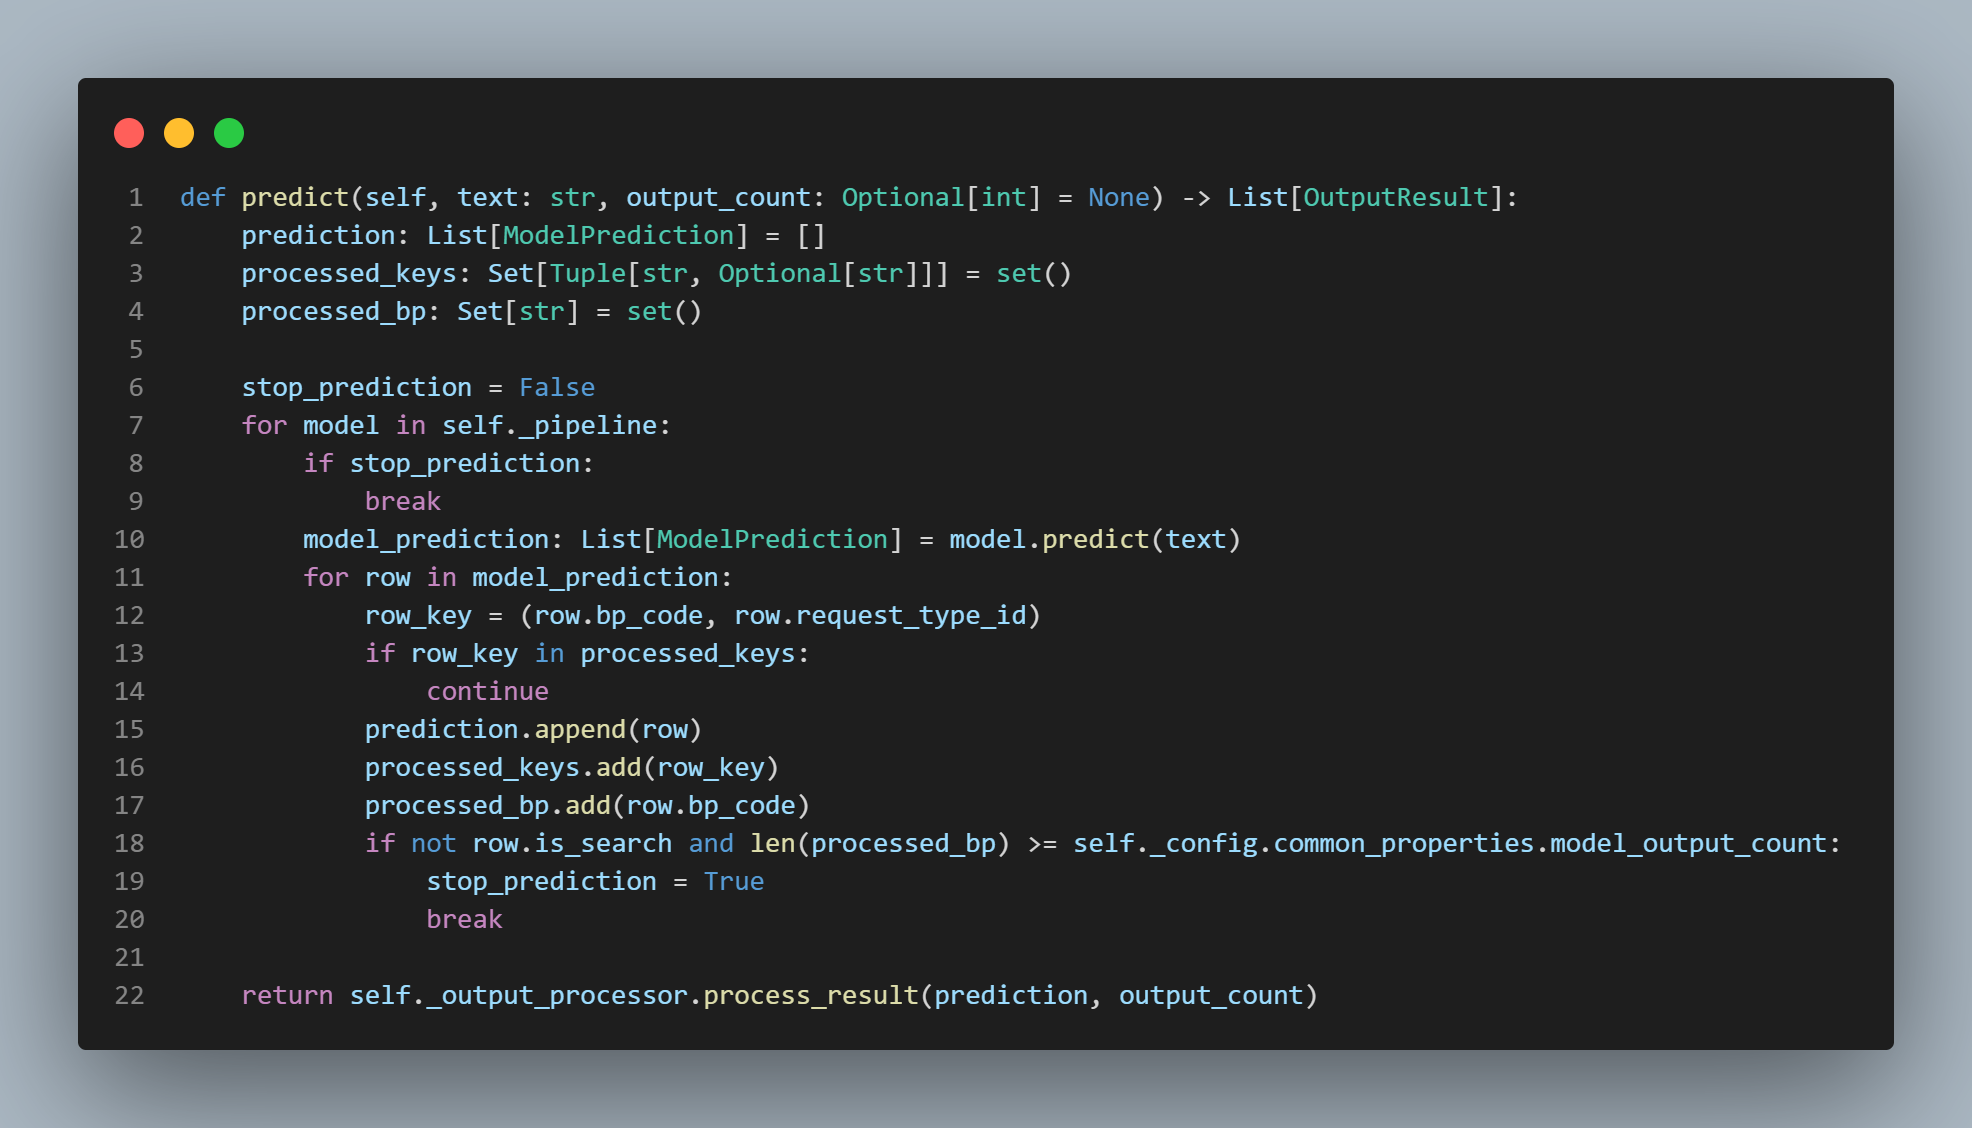 1 def predict(self, text: str, output_count: Optional[int] = None) -> List[OutputResult]:
2     prediction: List[ModelPrediction] = []
3     processed_keys: Set[Tuple[str, Optional[str]]] = set()
4     processed_bp: Set[str] = set()
5
6     stop_prediction = False
7     for model in self._pipeline:
8         if stop_prediction:
9             break
10         model_prediction: List[ModelPrediction] = model.predict(text)
11         for row in model_prediction:
12             row_key = (row.bp_code, row.request_type_id)
13             if row_key in processed_keys:
14                 continue
15             prediction.append(row)
16             processed_keys.add(row_key)
17             processed_bp.add(row.bp_code)
18             if not row.is_search and len(processed_bp) >= self._config.common_properties.model_output_count:
19                 stop_prediction = True
20                 break
21
22     return self._output_processor.process_result(prediction, output_count)